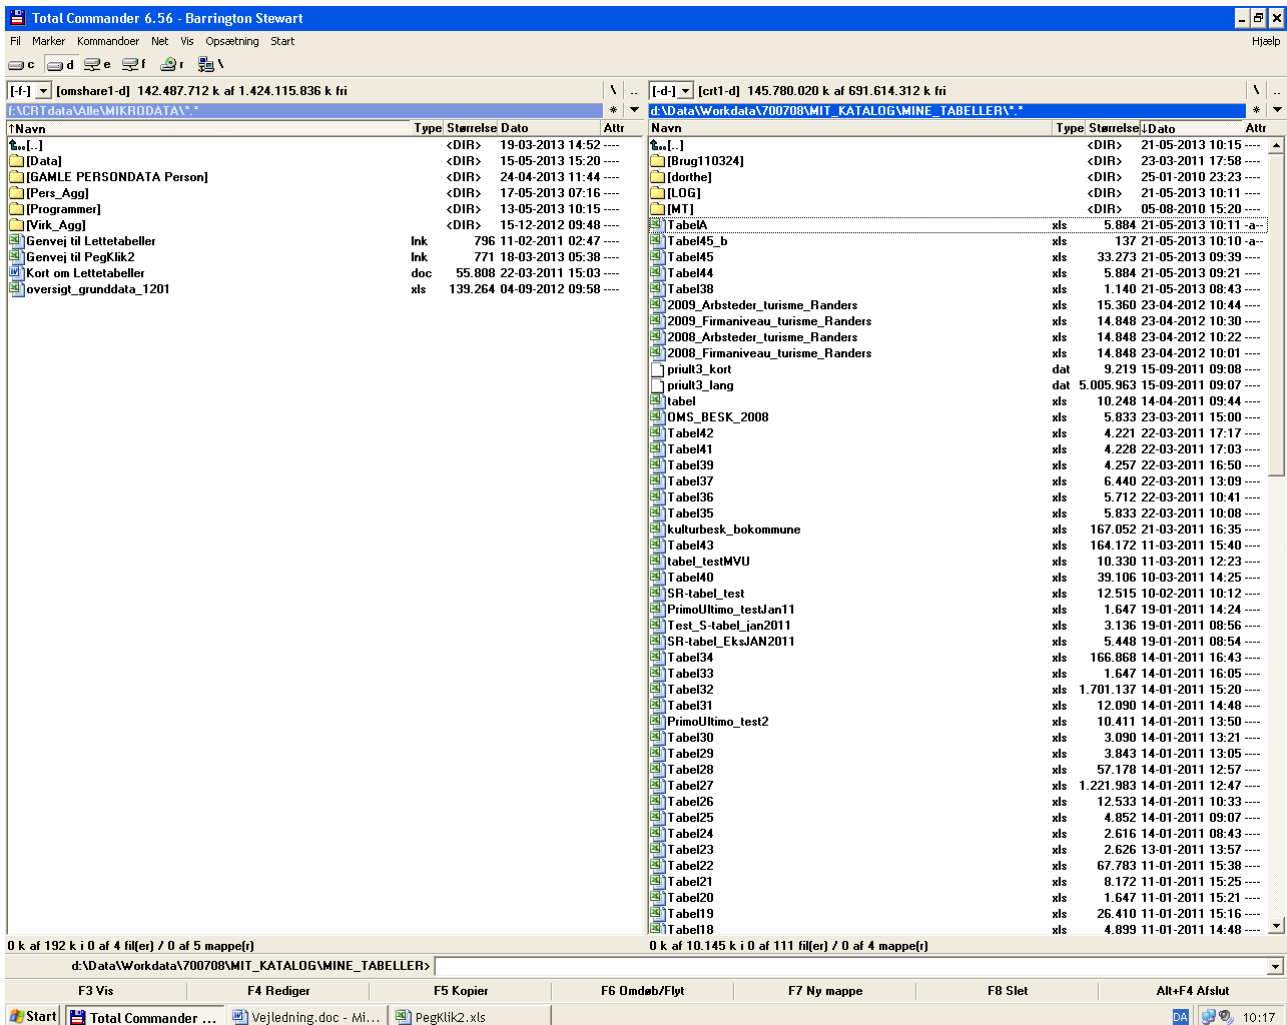 Total Commander 6.56 - Barrington Stewart
Fil Marker Kommandoer Net Vis Opsætning Start Hjælp
c d e f r \
[-f-] [omshare1-d] 142.487.712 k af 1.424.115.836 k fri \ ..
f:\CRTdata\Alle\MIKRODATA\*.* *
↑Navn Type Størrelse Dato Attr
[..] <DIR> 19-03-2013 14:52 ----
[Data] <DIR> 15-05-2013 15:20 ----
[GAMLE PERSONDATA Person] <DIR> 24-04-2013 11:44 ----
[Pers_Agg] <DIR> 17-05-2013 07:16 ----
[Programmer] <DIR> 13-05-2013 10:15 ----
[Virk_Agg] <DIR> 15-12-2012 09:48 ----
Genvej til Lettetabeller lnk 796 11-02-2011 02:47 ----
Genvej til PegKlik2 lnk 771 18-03-2013 05:38 ----
Kort om Lettetabeller doc 55.808 22-03-2011 15:03 ----
oversigt_grunddata_1201 xls 139.264 04-09-2012 09:58 ----
0 k af 192 k i 0 af 4 fil(er) / 0 af 5 mappe(r)
[-d-] [crt1-d] 145.780.020 k af 691.614.312 k fri \ ..
d:\Data\Workdata\700708\MIT_KATALOG\MINE_TABELLER\*.* *
Navn Type Størrelse ↓Dato Attr
[..] <DIR> 21-05-2013 10:15 ----
[Brug110324] <DIR> 23-03-2011 17:58 ----
[dorthe] <DIR> 25-01-2010 23:23 ----
[LOG] <DIR> 21-05-2013 10:11 ----
[MT] <DIR> 05-08-2010 15:20 ----
TabelA xls 5.884 21-05-2013 10:11 -a--
Tabel45_b xls 137 21-05-2013 10:10 -a--
Tabel45 xls 33.273 21-05-2013 09:39 ----
Tabel44 xls 5.884 21-05-2013 09:21 ----
Tabel38 xls 1.140 21-05-2013 08:43 ----
2009_Arbsteder_turisme_Randers xls 15.360 23-04-2012 10:44 ----
2009_Firmaniveau_turisme_Randers xls 14.848 23-04-2012 10:30 ----
2008_Arbsteder_turisme_Randers xls 14.848 23-04-2012 10:22 ----
2008_Firmaniveau_turisme_Randers xls 14.848 23-04-2012 10:01 ----
priult3_kort dat 9.219 15-09-2011 09:08 ----
priult3_lang dat 5.005.963 15-09-2011 09:07 ----
tabel xls 10.248 14-04-2011 09:44 ----
OMS_BESK_2008 xls 5.833 23-03-2011 15:00 ----
Tabel42 xls 4.221 22-03-2011 17:17 ----
Tabel41 xls 4.228 22-03-2011 17:03 ----
Tabel39 xls 4.257 22-03-2011 16:50 ----
Tabel37 xls 6.440 22-03-2011 13:09 ----
Tabel36 xls 5.712 22-03-2011 10:41 ----
Tabel35 xls 5.833 22-03-2011 10:08 ----
kulturbesk_bokommune xls 167.052 21-03-2011 16:35 ----
Tabel43 xls 164.172 11-03-2011 15:40 ----
tabel_testMVU xls 10.330 11-03-2011 12:23 ----
Tabel40 xls 39.106 10-03-2011 14:25 ----
SR-tabel_test xls 12.515 10-02-2011 10:12 ----
PrimoUltimo_testJan11 xls 1.647 19-01-2011 14:24 ----
Test_S-tabel_jan2011 xls 3.136 19-01-2011 08:56 ----
SR-tabel_EksJAN2011 xls 5.448 19-01-2011 08:54 ----
Tabel34 xls 166.868 14-01-2011 16:43 ----
Tabel33 xls 1.647 14-01-2011 16:05 ----
Tabel32 xls 1.701.137 14-01-2011 15:20 ----
Tabel31 xls 12.090 14-01-2011 14:48 ----
PrimoUltimo_test2 xls 10.411 14-01-2011 13:50 ----
Tabel30 xls 3.090 14-01-2011 13:21 ----
Tabel29 xls 3.843 14-01-2011 13:05 ----
Tabel28 xls 57.178 14-01-2011 12:57 ----
Tabel27 xls 1.221.983 14-01-2011 12:47 ----
Tabel26 xls 12.533 14-01-2011 10:33 ----
Tabel25 xls 4.852 14-01-2011 09:07 ----
Tabel24 xls 2.616 14-01-2011 08:43 ----
Tabel23 xls 2.626 13-01-2011 13:57 ----
Tabel22 xls 67.783 11-01-2011 15:38 ----
Tabel21 xls 8.172 11-01-2011 15:25 ----
Tabel20 xls 1.647 11-01-2011 15:21 ----
Tabel19 xls 26.410 11-01-2011 15:16 ----
Tabel18 xls 4.899 11-01-2011 14:48 ----
0 k af 10.145 k i 0 af 111 fil(er) / 0 af 4 mappe(r)
d:\Data\Workdata\700708\MIT_KATALOG\MINE_TABELLER>
F3 Vis F4 Rediger F5 Kopier F6 Omdøb/Flyt F7 Ny mappe F8 Slet Alt+F4 Afslut
Start Total Commander ... Vejledning.doc - Mi... PegKlik2.xls DA 10:17